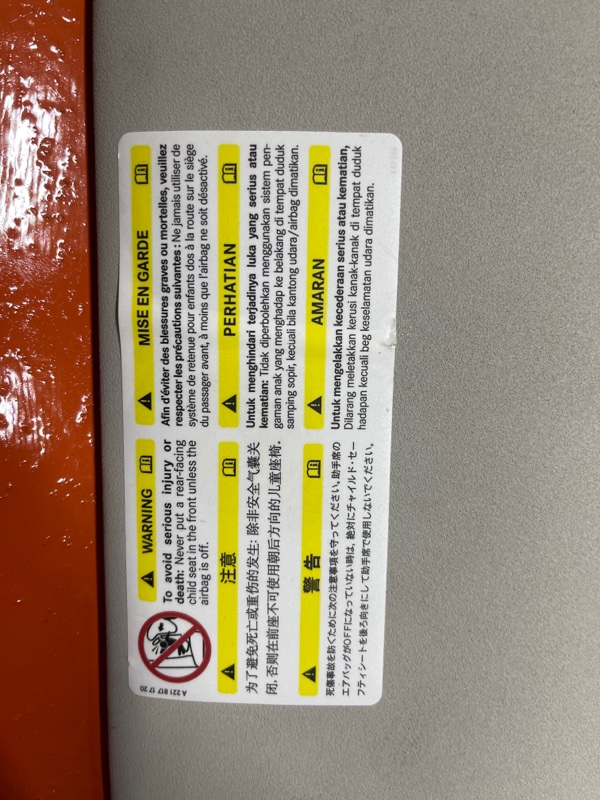 WARNING
To avoid serious injury or
death: Never put a rear-facing
child seat in the front unless the
airbag is off.
MISE EN GARDE
Afin d'éviter des blessures graves ou mortelles, veuillez
respecter les précautions suivantes : Ne jamais utiliser de
système de retenue pour enfants dos à la route sur le siège
du passager avant, à moins que l'airbag ne soit désactivé.
注意
为了避免死亡或重伤的发生: 除非安全气囊关
闭, 否则在前座不可使用朝后方向的儿童座椅.
PERHATIAN
Untuk menghindari terjadinya luka yang serius atau
kematian: Tidak diperbolehkan menggunakan sistem pen-
gaman anak yang menghadap ke belakang di tempat duduk
samping sopir, kecuali bila kantong udara/airbag dimatikan.
警告
死傷事故を防ぐために次の注意事項を守ってください。助手席の
エアバッグがOFFになっていない時は、絶対にチャイルド・セー
フティシートを後ろ向きにして助手席で使用しないでください。
AMARAN
Untuk mengelakkan kecederaan serius atau kematian,
Dilarang meletakkan kerusi kanak-kanak di tempat duduk
hadapan kecuali beg keselamatan udara dimatikan.
A 221 817 17 20